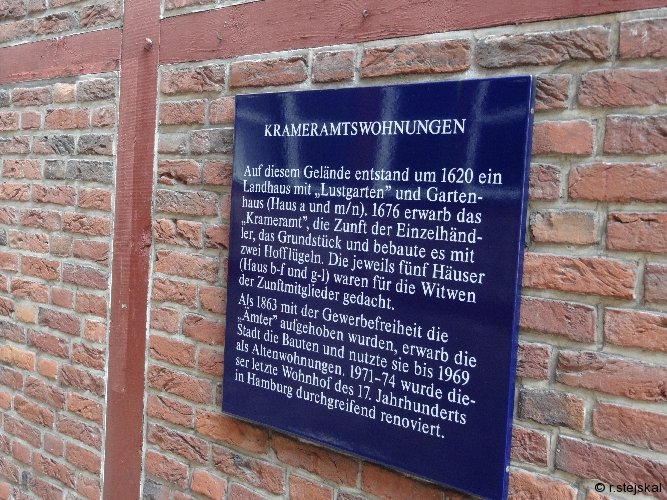 KRAMERAMTSWOHNUNGEN
Auf diesem Gelände entstand um 1620 ein
Landhaus mit „Lustgarten" und Garten-
haus (Haus a und m/n). 1676 erwarb das
„Krameramt", die Zunft der Einzelhänd-
ler, das Grundstück und bebaute es mit
zwei Hofflügeln. Die jeweils fünf Häuser
(Haus b-f und g-l) waren für die Witwen
der Zunftmitglieder gedacht.
Als 1863 mit der Gewerbefreiheit die
„Ämter" aufgehoben wurden, erwarb die
Stadt die Bauten und nutzte sie bis 1969
als Altenwohnungen. 1971-74 wurde die-
ser letzte Wohnhof des 17. Jahrhunderts
in Hamburg durchgreifend renoviert.
© r.stejskal